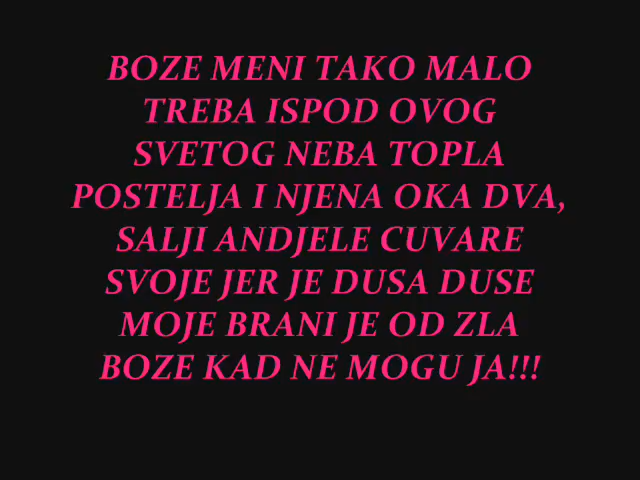 BOZE MENI TAKO MALO
TREBA ISPOD OVOG
SVETOG NEBA TOPLA
POSTELJA I NJENA OKA DVA,
SALJI ANDJELE CUVARE
SVOJE JER JE DUSA DUSE
MOJE BRANI JE OD ZLA
BOZE KAD NE MOGU JA!!!